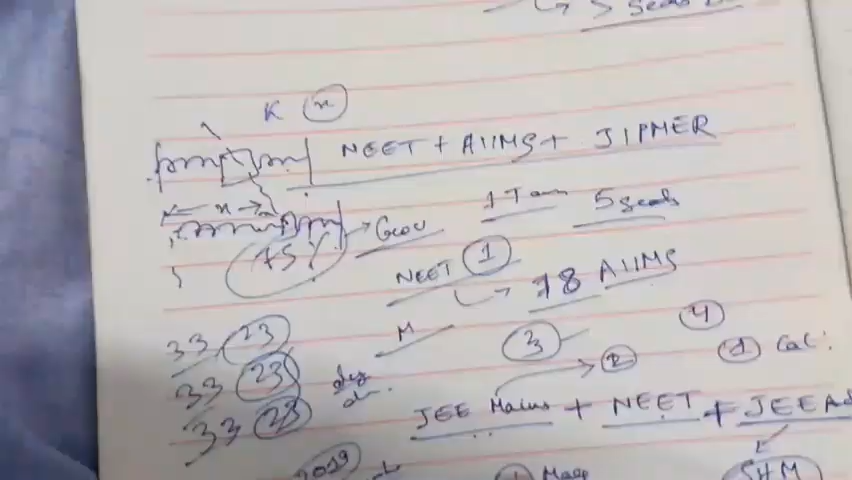 K x
NEET + AIIMS + JIPMER
x
1 Team 5 Seats
75% → Gov
NEET 1
→ 18 AIIMS
33 23
M
3
4
1 Cal:
33 23
2
33 23
JEE Mains + NEET + JEE Ad
2019
SHM